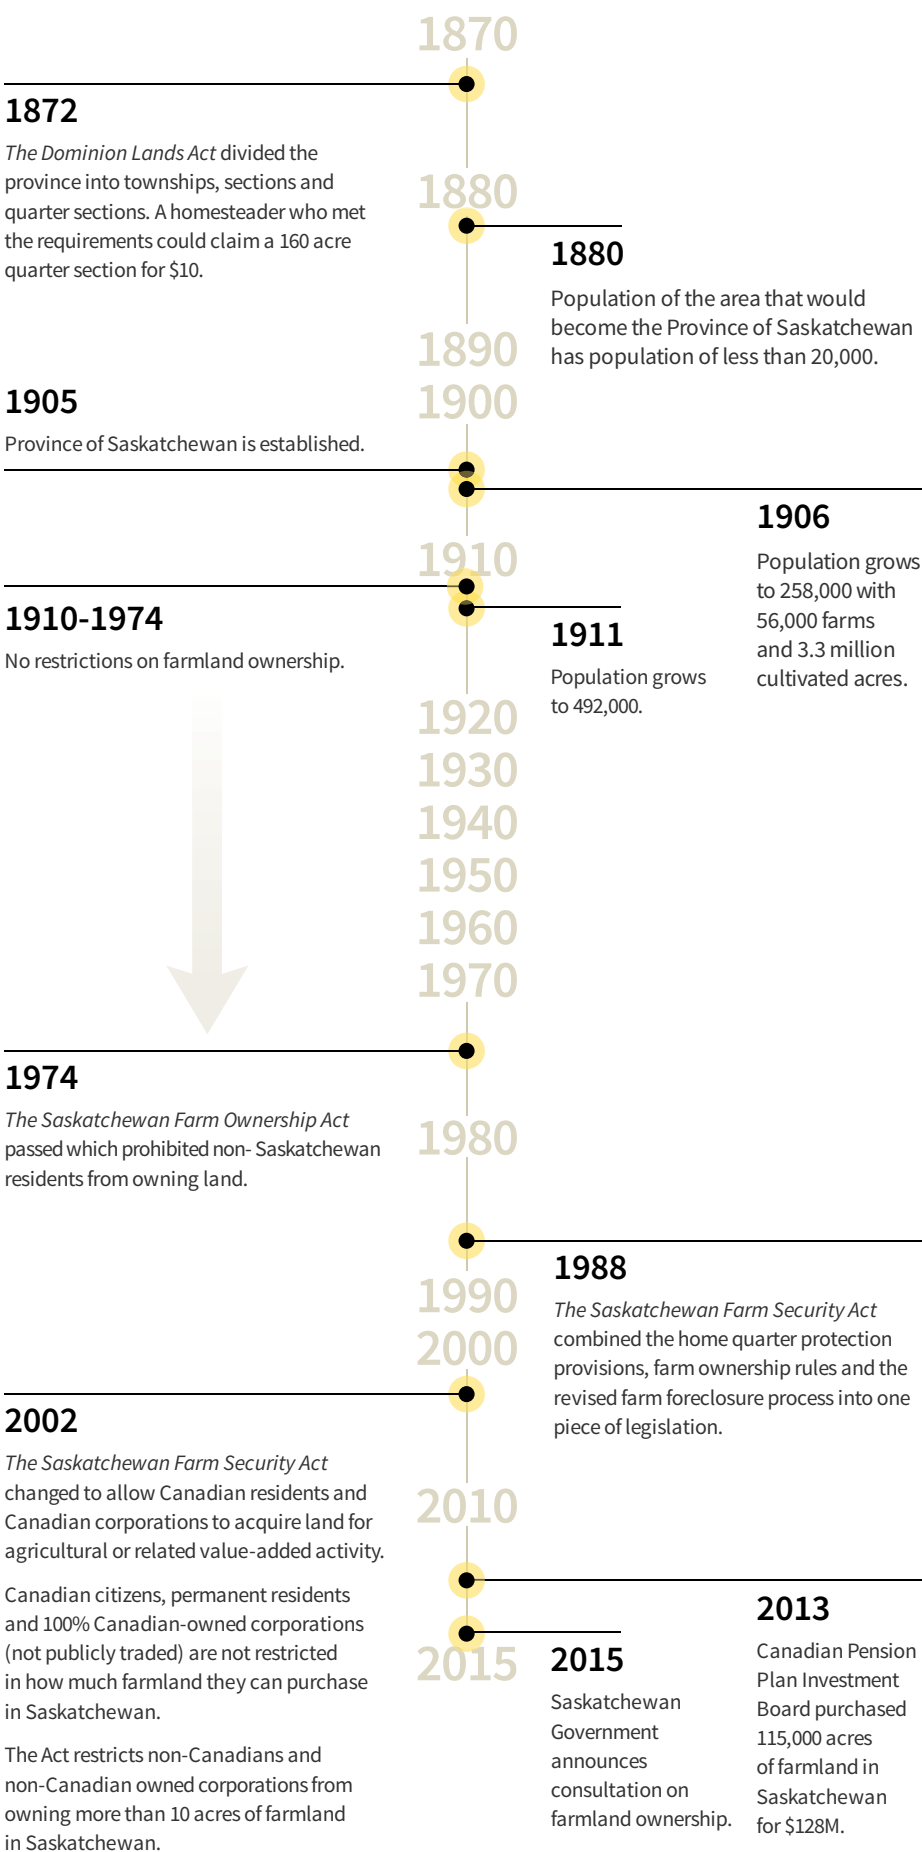 1870
1872
The Dominion Lands Act divided the
province into townships, sections and
quarter sections. A homesteader who met
the requirements could claim a 160 acre
quarter section for $10.
1880
1880
Population of the area that would
become the Province of Saskatchewan
has population of less than 20,000.
1890
1900
1905
Province of Saskatchewan is established.
1906
Population grows
to 258,000 with
56,000 farms
and 3.3 million
cultivated acres.
1910
1910-1974
No restrictions on farmland ownership.
1911
Population grows
to 492,000.
1920
1930
1940
1950
1960
1970
1974
The Saskatchewan Farm Ownership Act
passed which prohibited non- Saskatchewan
residents from owning land.
1980
1988
The Saskatchewan Farm Security Act
combined the home quarter protection
provisions, farm ownership rules and the
revised farm foreclosure process into one
piece of legislation.
1990
2000
2002
The Saskatchewan Farm Security Act
changed to allow Canadian residents and
Canadian corporations to acquire land for
agricultural or related value-added activity.
Canadian citizens, permanent residents
and 100% Canadian-owned corporations
(not publicly traded) are not restricted
in how much farmland they can purchase
in Saskatchewan.
The Act restricts non-Canadians and
non-Canadian owned corporations from
owning more than 10 acres of farmland
in Saskatchewan.
2010
2013
Canadian Pension
Plan Investment
Board purchased
115,000 acres
of farmland in
Saskatchewan
for $128M.
2015
2015
Saskatchewan
Government
announces
consultation on
farmland ownership.